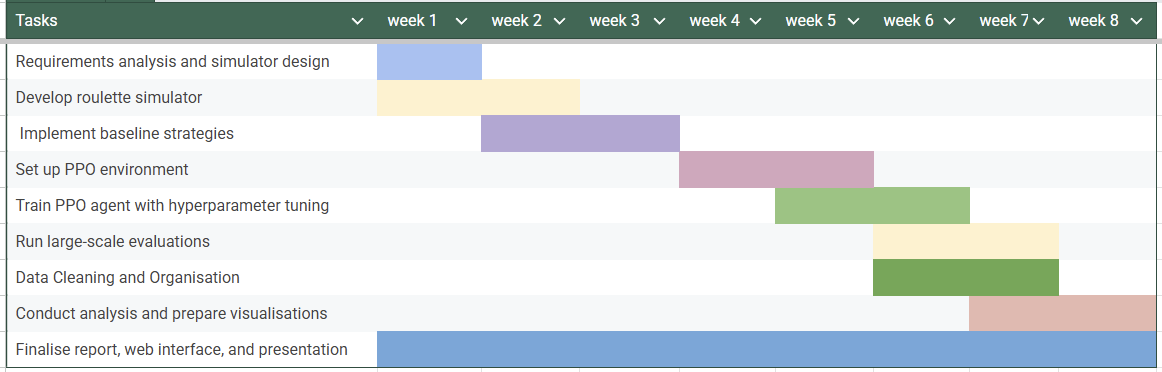 Tasks week 1 week 2 week 3 week 4 week 5 week 6 week 7 week 8
Requirements analysis and simulator design
Develop roulette simulator
Implement baseline strategies
Set up PPO environment
Train PPO agent with hyperparameter tuning
Run large-scale evaluations
Data Cleaning and Organisation
Conduct analysis and prepare visualisations
Finalise report, web interface, and presentation